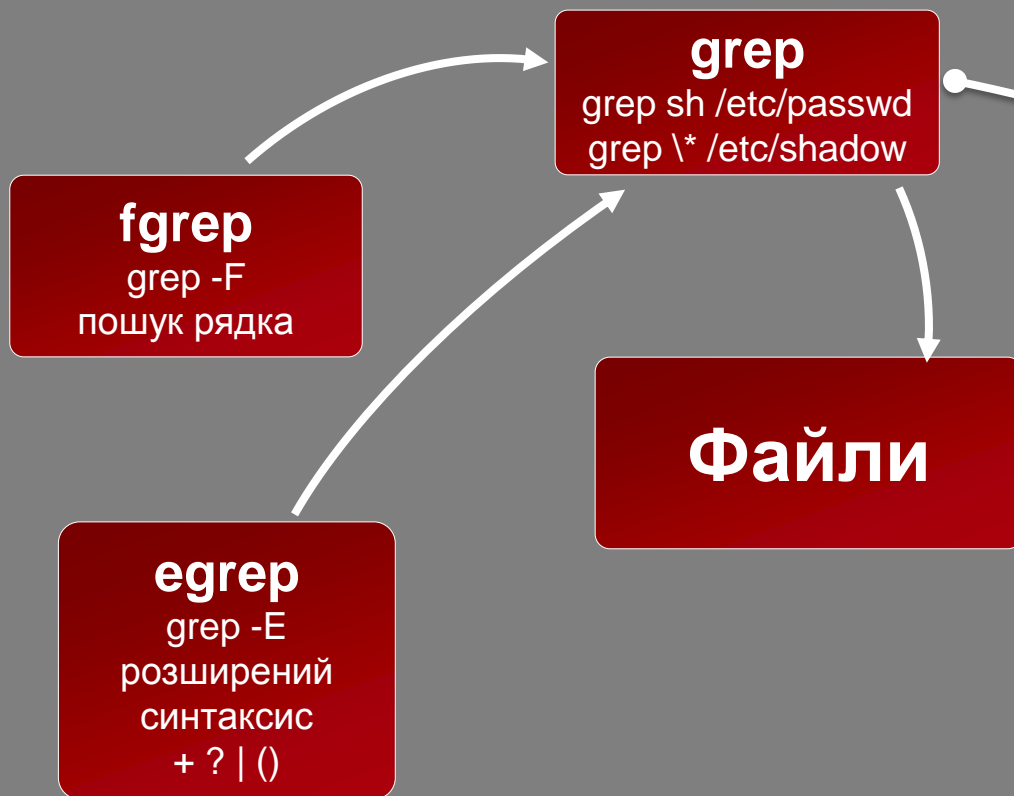 grep
grep sh /etc/passwd
grep \* /etc/shadow
fgrep
grep -F
пошук рядка
Файли
egrep
grep -E
розширений
синтаксис
+ ? | ()